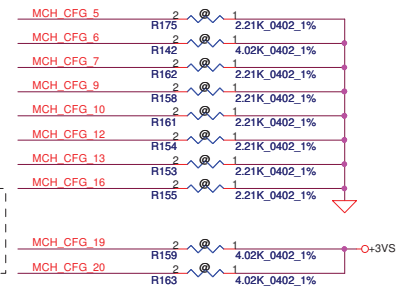 MCH_CFG_5 2 @ 1
R175 2.21K_0402_1%
MCH_CFG_6 2 @ 1
R142 4.02K_0402_1%
MCH_CFG_7 2 @ 1
R162 2.21K_0402_1%
MCH_CFG_9 2 @ 1
R158 2.21K_0402_1%
MCH_CFG_10 2 @ 1
R161 2.21K_0402_1%
MCH_CFG_12 2 @ 1
R154 2.21K_0402_1%
MCH_CFG_13 2 @ 1
R153 2.21K_0402_1%
MCH_CFG_16 2 @ 1
R155 2.21K_0402_1%
MCH_CFG_19 2 @ 1 +3VS
R159 4.02K_0402_1%
MCH_CFG_20 2 @ 1
R163 4.02K_0402_1%